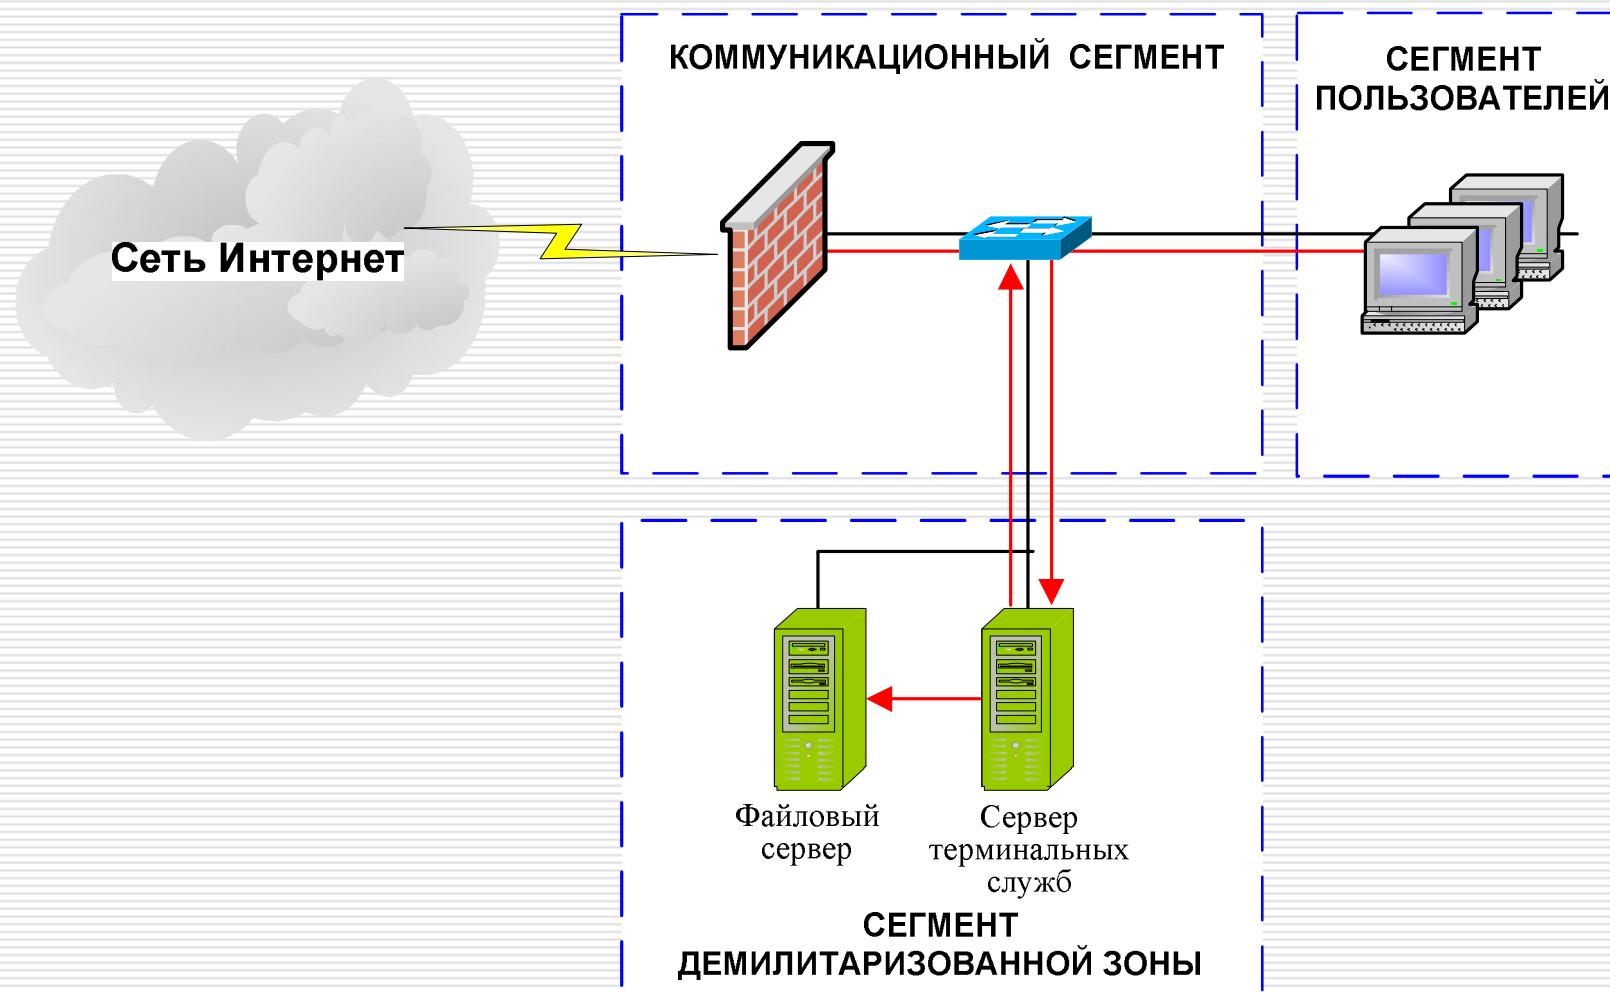 КОММУНИКАЦИОННЫЙ СЕГМЕНТ
СЕГМЕНТ
ПОЛЬЗОВАТЕЛЕЙ
Сеть Интернет
Файловый
сервер
Сервер
терминальных
служб
СЕГМЕНТ
ДЕМИЛИТАРИЗОВАННОЙ ЗОНЫ